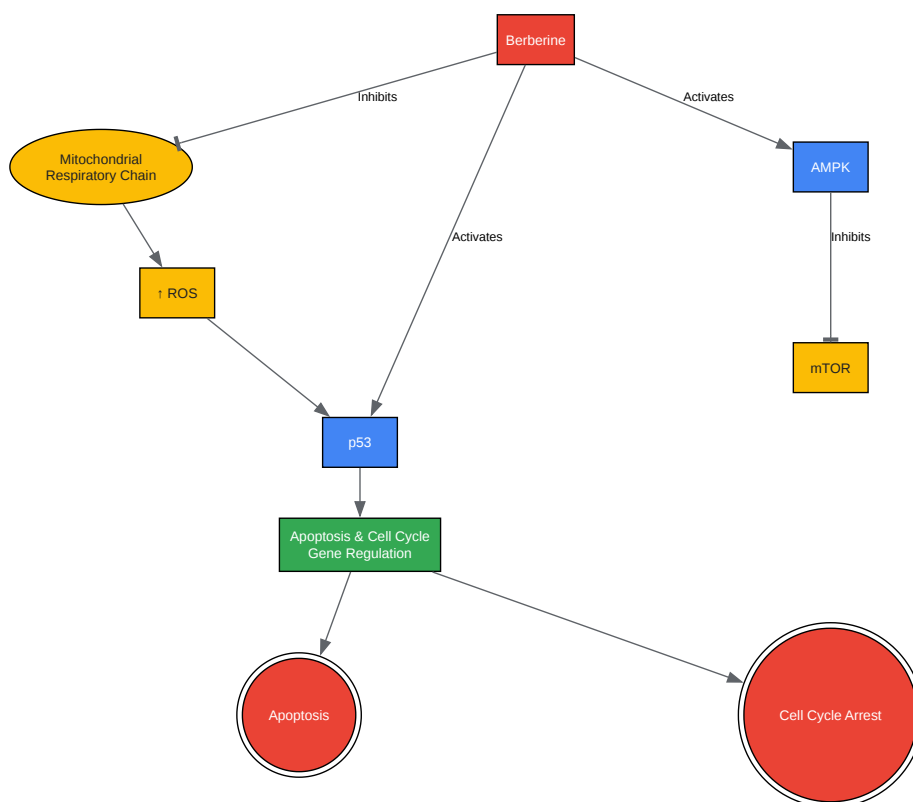 Berberine
Inhibits
Activates
Mitochondrial
Respiratory Chain
AMPK
Activates
Inhibits
↑ ROS
mTOR
p53
Apoptosis & Cell Cycle
Gene Regulation
Apoptosis
Cell Cycle Arrest